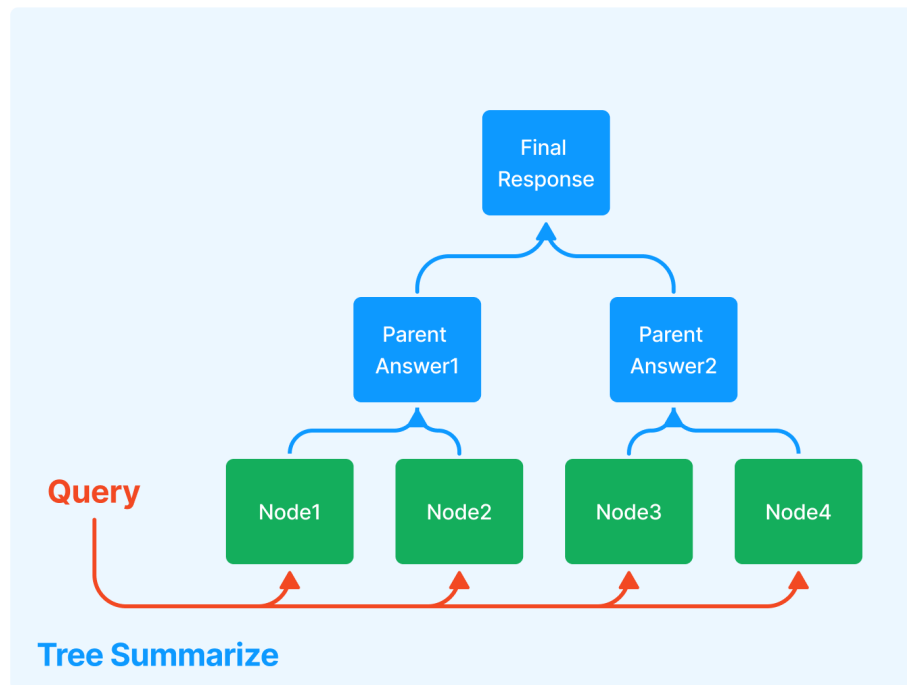 Final
Response
Parent
Answer1
Parent
Answer2
Query
Node1
Node2
Node3
Node4
Tree Summarize